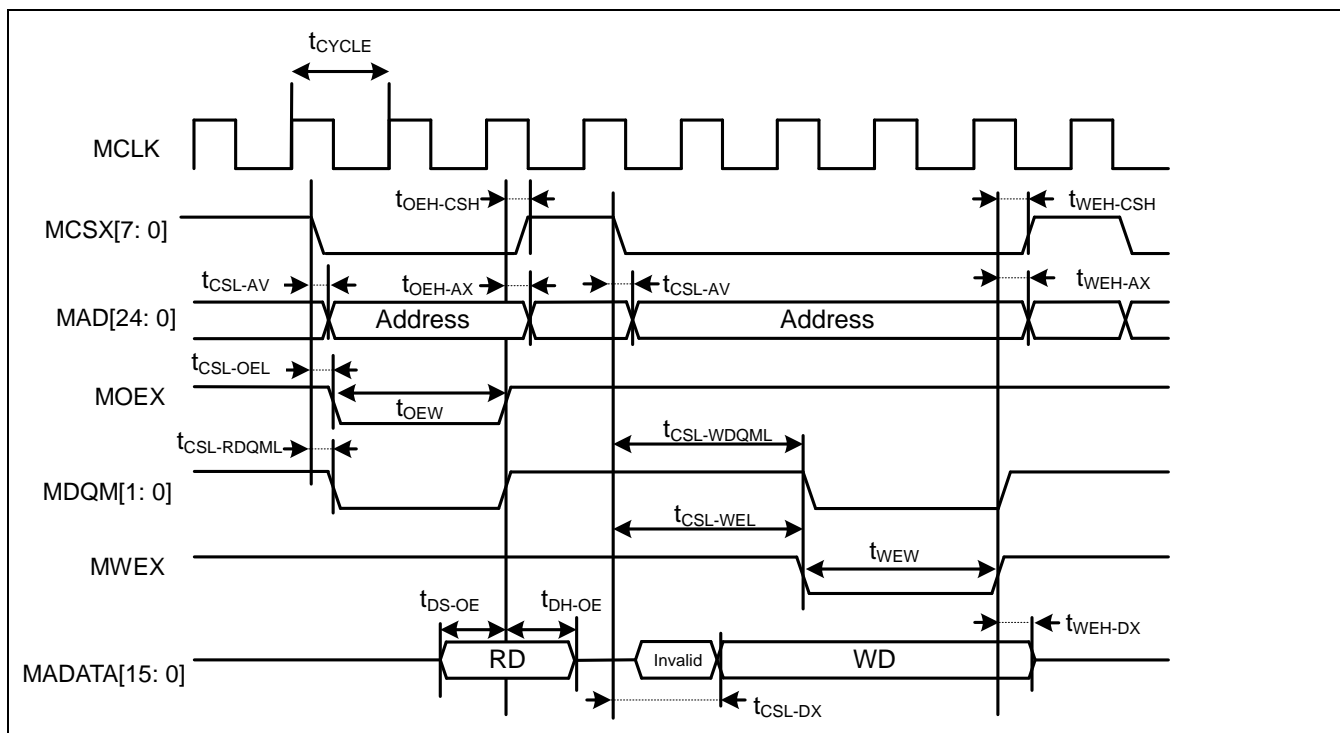 tCYCLE
MCLK
tOEH-CSH
tWEH-CSH
MCSX[7: 0]
tCSL-AV
tOEH-AX
tCSL-AV
tWEH-AX
MAD[24: 0]
Address
Address
tCSL-OEL
MOEX
tOEW
tCSL-RDQML
tCSL-WDQML
MDQM[1: 0]
tCSL-WEL
MWEX
tWEW
tDS-OE
tDH-OE
tWEH-DX
MADATA[15: 0]
RD
Invalid
WD
tCSL-DX